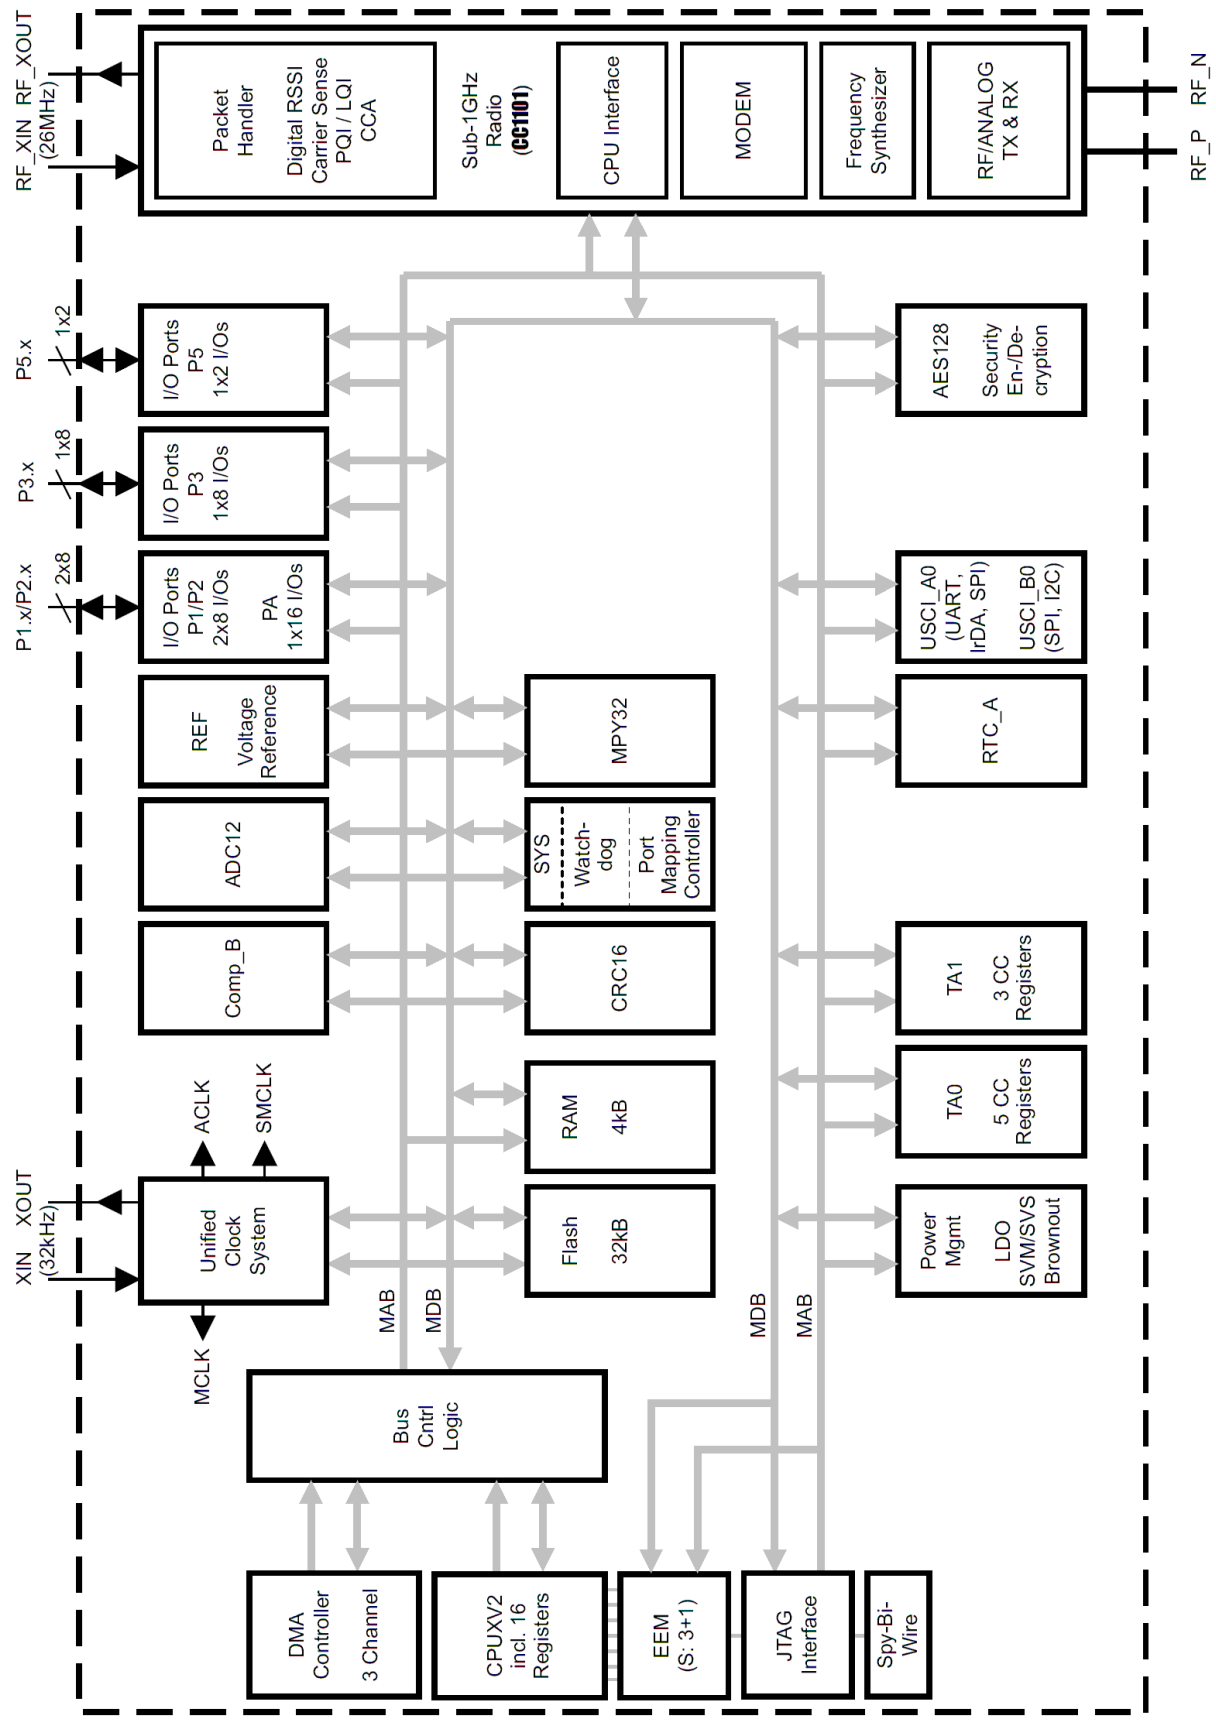 XIN
XOUT
(32kHz)
P1.x/P2.x
2x8
P3.x
1x8
P5.x
1x2
RF_XIN
RF_XOUT
(26MHz)
MCLK
Unified
Clock
System
ACLK
SMCLK
Comp_B
ADC12
REF
Voltage
Reference
I/O Ports
P1/P2
2x8 I/Os
PA
1x16 I/Os
I/O Ports
P3
1x8 I/Os
I/O Ports
P5
1x2 I/Os
Packet
Handler
Digital RSSI
Carrier Sense
PQI / LQI
CCA
Sub-1GHz
Radio
(CC1101)
CPU Interface
MODEM
Frequency
Synthesizer
RF/ANALOG
TX & RX
RF_P
RF_N
DMA
Controller
3 Channel
Bus
Cntrl
Logic
MAB
MDB
CPUXV2
incl. 16
Registers
Flash
32kB
RAM
4kB
CRC16
SYS
Watch-
dog
Port
Mapping
Controller
MPY32
EEM
(S: 3+1)
MDB
MAB
JTAG
Interface
Spy-Bi-
Wire
Power
Mgmt
LDO
SVM/SVS
Brownout
TA0
5 CC
Registers
TA1
3 CC
Registers
RTC_A
USCI_A0
(UART,
IrDA, SPI)
USCI_B0
(SPI, I2C)
AES128
Security
En-/De-
cryption